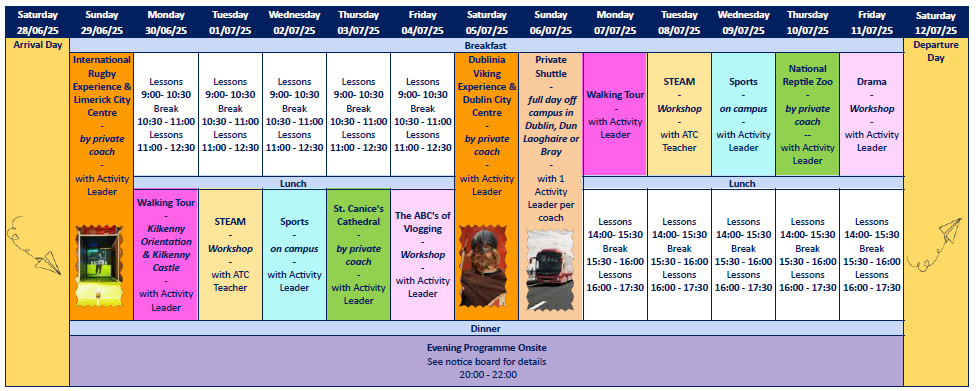 Saturday Sunday Monday Tuesday Wednesday Thursday Friday Saturday Sunday Monday Tuesday Wednesday Thursday Friday Saturday
28/06/25 29/06/25 30/06/25 01/07/25 02/07/25 03/07/25 04/07/25 05/07/25 06/07/25 07/07/25 08/07/25 09/07/25 10/07/25 11/07/25 12/07/25
Arrival Day
Breakfast
International
Rugby
Experience &
Limerick City
Centre
-
by private
coach
-
with Activity
Leader
Lessons
9:00- 10:30
Break
10:30 - 11:00
Lessons
11:00 - 12:30
Lessons
9:00- 10:30
Break
10:30 - 11:00
Lessons
11:00 - 12:30
Lessons
9:00- 10:30
Break
10:30 - 11:00
Lessons
11:00 - 12:30
Lessons
9:00- 10:30
Break
10:30 - 11:00
Lessons
11:00 - 12:30
Lessons
9:00- 10:30
Break
10:30 - 11:00
Lessons
11:00 - 12:30
Dublinia
Viking
Experience &
Dublin City
Centre
-
by private
coach
-
with Activity
Leader
Private
Shuttle
-
full day off
campus in
Dublin, Dun
Laoghaire or
Bray
-
with 1
Activity
Leader per
coach
Walking Tour
-
with Activity
Leader
STEAM
-
Workshop
-
with ATC
Teacher
Sports
-
on campus
-
with Activity
Leader
National
Reptile Zoo
-
by private
coach
--
with Activity
Leader
Drama
-
Workshop
-
with Activity
Leader
Departure
Day
Lunch
Lunch
Walking Tour
-
Kilkenny
Orientation
& Kilkenny
Castle
-
with Activity
Leader
STEAM
-
Workshop
-
with ATC
Teacher
Sports
-
on campus
-
with Activity
Leader
St. Canice's
Cathedral
-
by private
coach
-
with Activity
Leader
The ABC's of
Vlogging
-
Workshop
-
with Activity
Leader
Lessons
14:00- 15:30
Break
15:30 - 16:00
Lessons
16:00 - 17:30
Lessons
14:00- 15:30
Break
15:30 - 16:00
Lessons
16:00 - 17:30
Lessons
14:00- 15:30
Break
15:30 - 16:00
Lessons
16:00 - 17:30
Lessons
14:00- 15:30
Break
15:30 - 16:00
Lessons
16:00 - 17:30
Lessons
14:00- 15:30
Break
15:30 - 16:00
Lessons
16:00 - 17:30
Dinner
Evening Programme Onsite
See notice board for details
20:00 - 22:00